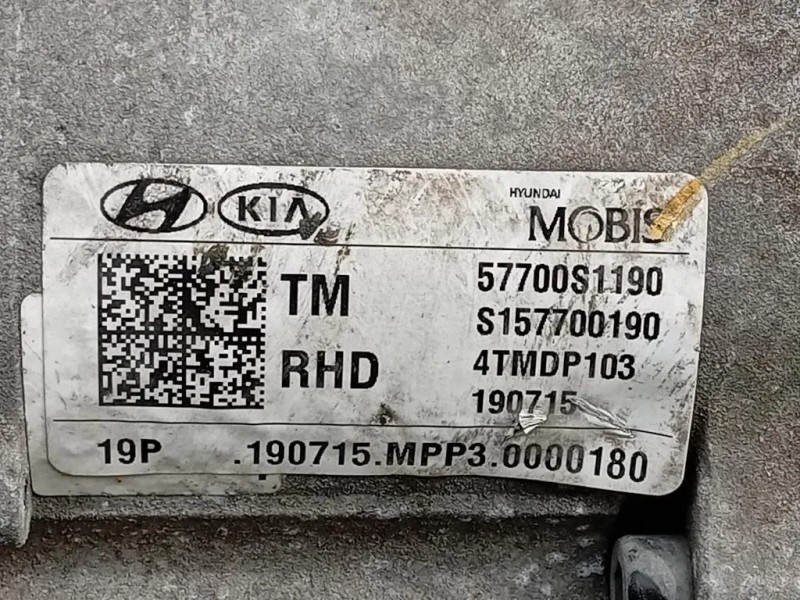 KIA
HYUNDAI
MOBIS
TM
RHD
57700S1190
S157700190
4TMDP103
190715
19P .190715.MPP3.0000180